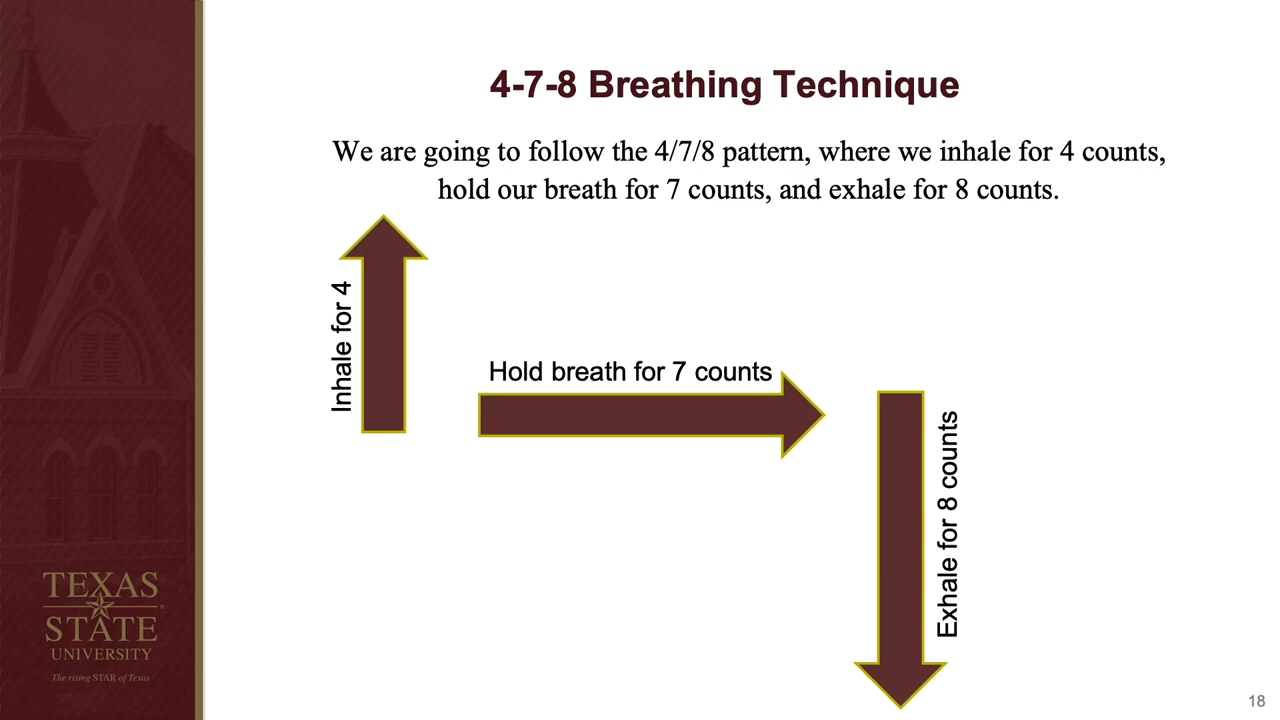 4-7-8 Breathing Technique
We are going to follow the 4/7/8 pattern, where we inhale for 4 counts,
hold our breath for 7 counts, and exhale for 8 counts.
Inhale for 4
Hold breath for 7 counts
Exhale for 8 counts
TEXAS
STATE
UNIVERSITY
The rising STAR of Texas
18